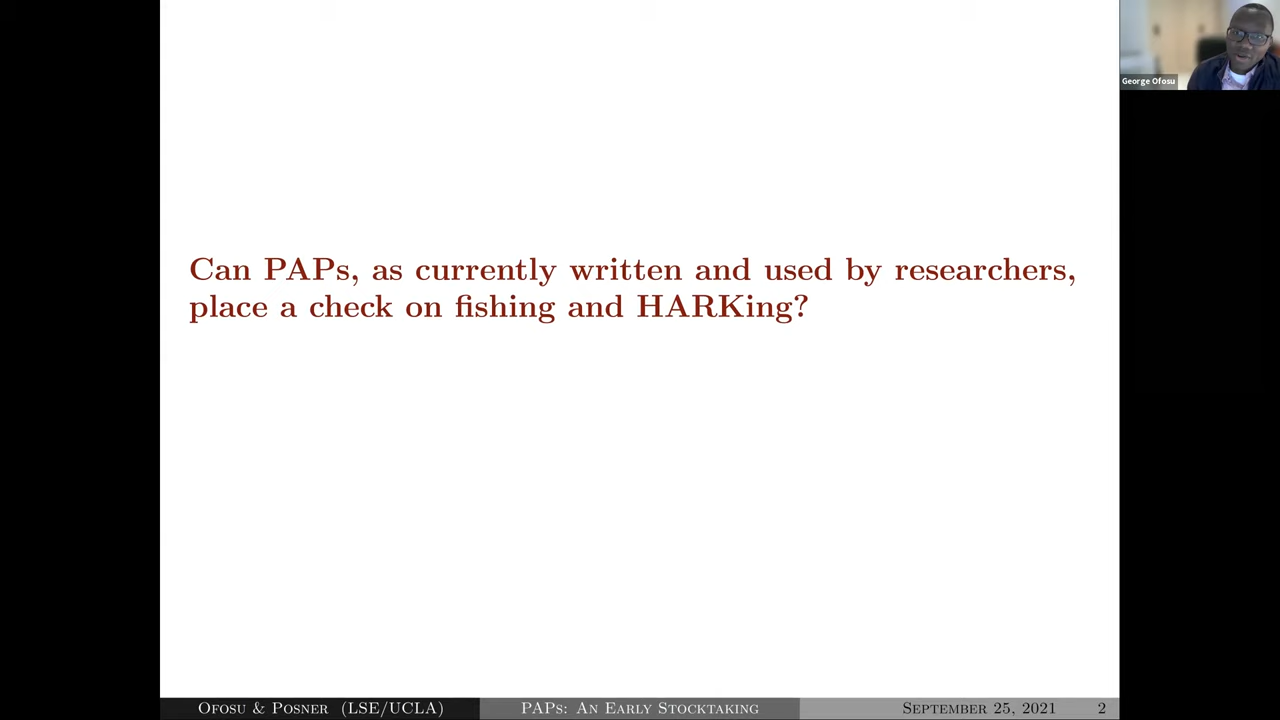 George Ofosu
Can PAPs, as currently written and used by researchers,
place a check on fishing and HARKing?
Ofosu & Posner (LSE/UCLA) PAPs: An Early Stocktaking September 25, 2021 2